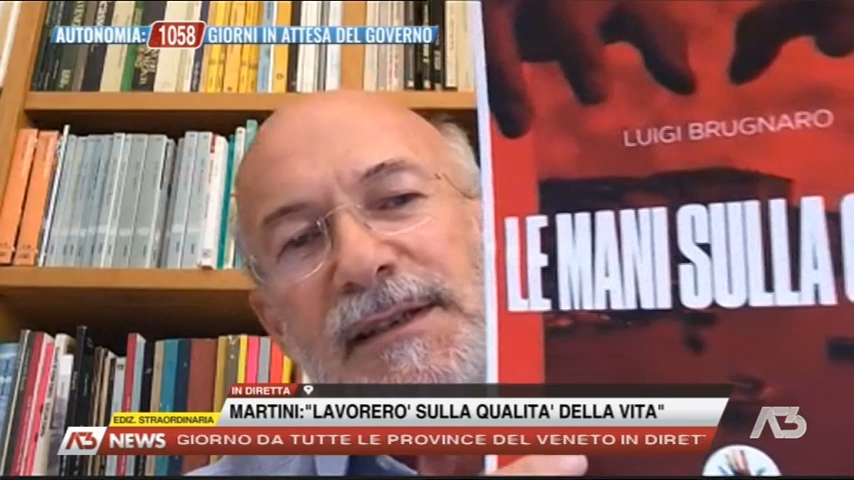 AUTONOMIA: 1058 GIORNI IN ATTESA DEL GOVERNO
LUIGI BRUGNARO
LE MANI SULLA
IN DIRETTA
EDIZ. STRAORDINARIA
MARTINI:"LAVORERO' SULLA QUALITA' DELLA VITA"
A3 NEWS GIORNO DA TUTTE LE PROVINCE DEL VENETO IN DIRET
A3